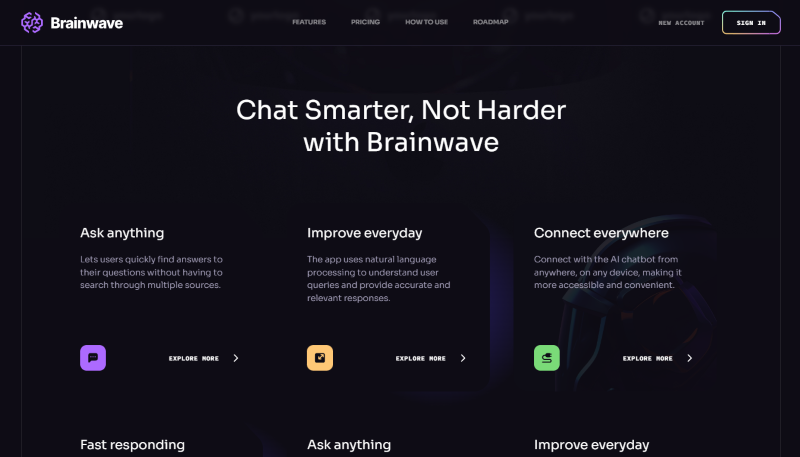 Brainwave
FEATURES
PRICING
HOW TO USE
ROADMAP
NEW ACCOUNT
SIGN IN
Chat Smarter, Not Harder
with Brainwave
Ask anything
Lets users quickly find answers to
their questions without having to
search through multiple sources.
EXPLORE MORE
Improve everyday
The app uses natural language
processing to understand user
queries and provide accurate and
relevant responses.
EXPLORE MORE
Connect everywhere
Connect with the AI chatbot from
anywhere, on any device, making it
more accessible and convenient.
EXPLORE MORE
Fast responding
Ask anything
Improve everyday